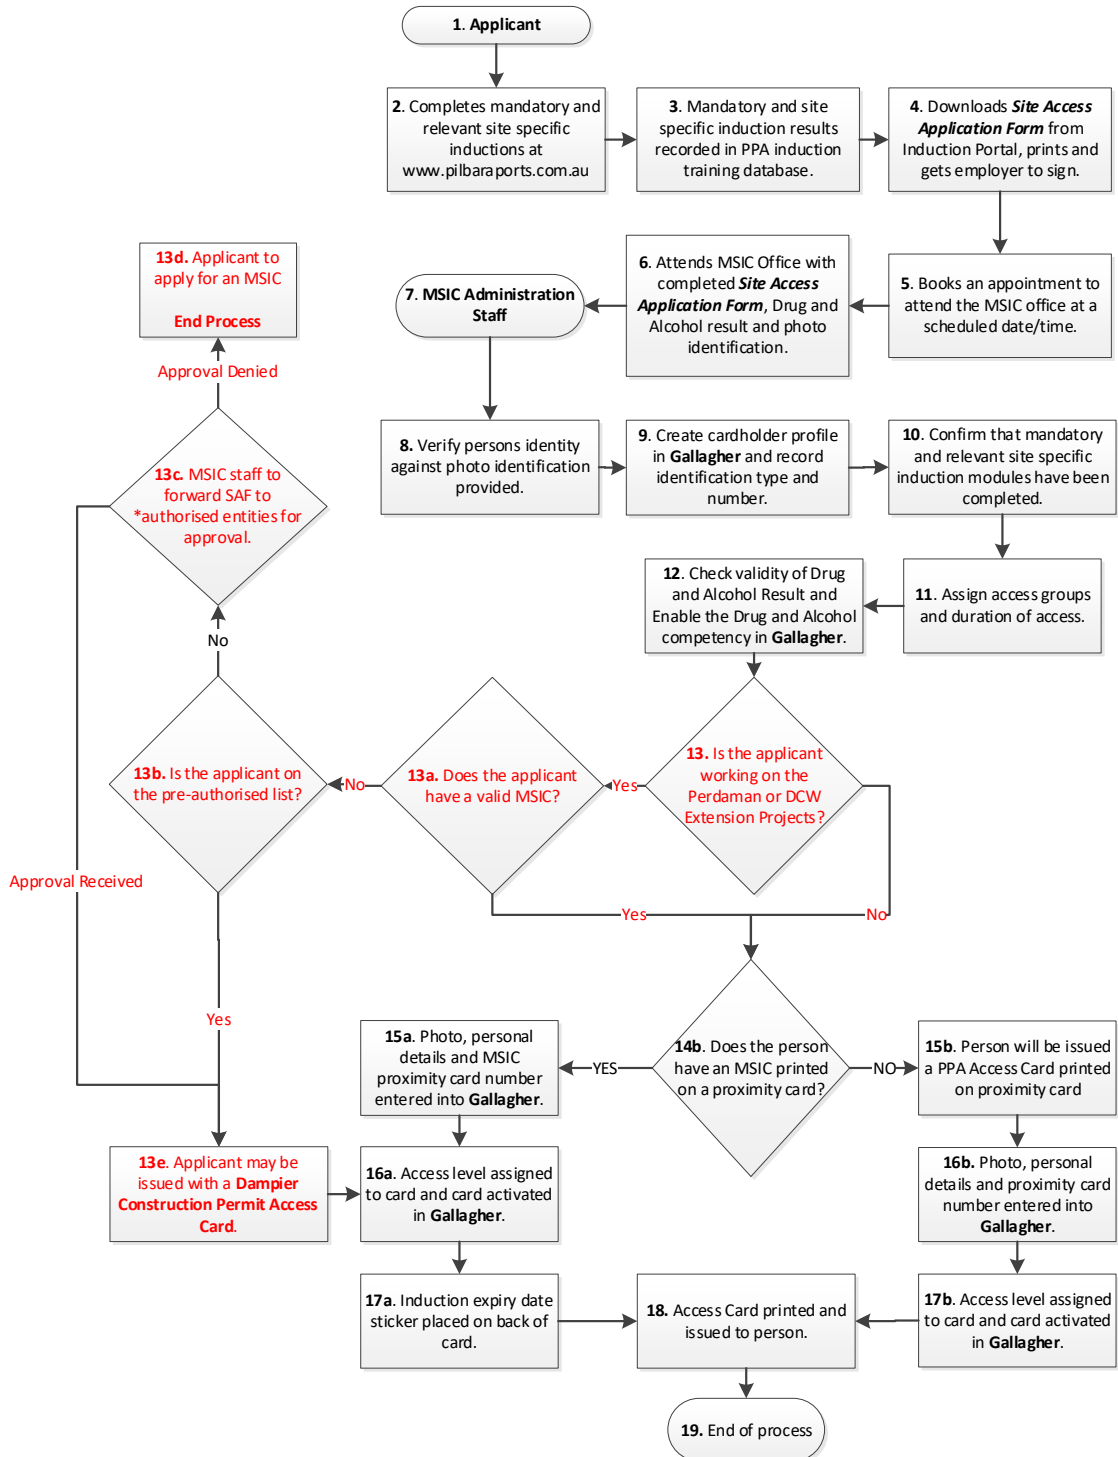 1. Applicant
2. Completes mandatory and
relevant site specific
inductions at
www.pilbaraports.com.au
3. Mandatory and site
specific induction results
recorded in PPA induction
training database.
4. Downloads Site Access
Application Form from
Induction Portal, prints and
gets employer to sign.
13d. Applicant to
apply for an MSIC
End Process
7. MSIC Administration
Staff
6. Attends MSIC Office with
completed Site Access
Application Form, Drug and
Alcohol result and photo
identification.
5. Books an appointment to
attend the MSIC office at a
scheduled date/time.
Approval Denied
8. Verify persons identity
against photo identification
provided.
9. Create cardholder profile
in Gallagher and record
identification type and
number.
10. Confirm that mandatory
and relevant site specific
induction modules have been
completed.
13c. MSIC staff to
forward SAF to
*authorised entities for
approval.
12. Check validity of Drug
and Alcohol Result and
Enable the Drug and Alcohol
competency in Gallagher.
11. Assign access groups
and duration of access.
No
13b. Is the applicant on
the pre-authorised list?
No
13a. Does the applicant
have a valid MSIC?
Yes
13. Is the applicant
working on the
Perdaman or DCW
Extension Projects?
Approval Received
Yes
No
Yes
15a. Photo, personal
details and MSIC
proximity card number
entered into Gallagher.
YES
14b. Does the person
have an MSIC printed
on a proximity card?
NO
15b. Person will be issued
a PPA Access Card printed
on proximity card
13e. Applicant may be
issued with a Dampier
Construction Permit Access
Card.
16a. Access level assigned
to card and card activated
in Gallagher.
16b. Photo, personal
details and proximity card
number entered into
Gallagher.
17a. Induction expiry date
sticker placed on back of
card.
18. Access Card printed and
issued to person.
17b. Access level assigned
to card and card activated
in Gallagher.
19. End of process